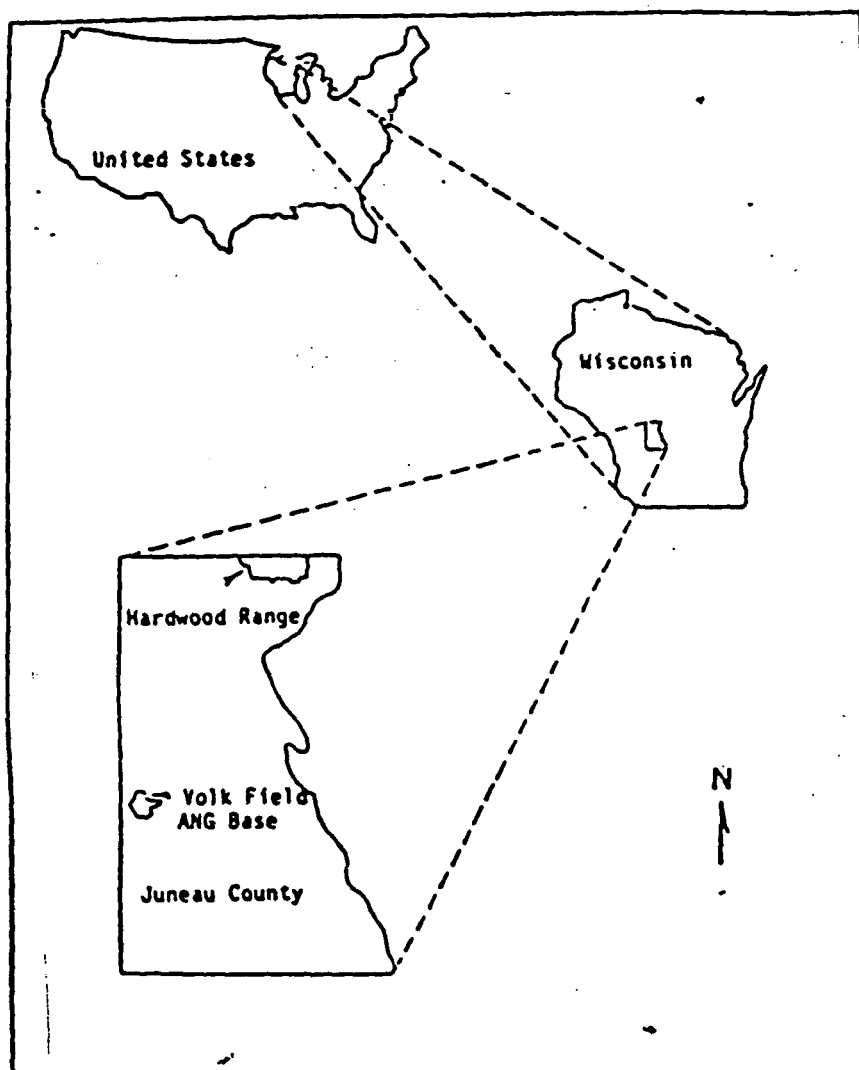 United States
Wisconsin
Hardwood Range
Volk Field
ANG Base
Juneau County
N